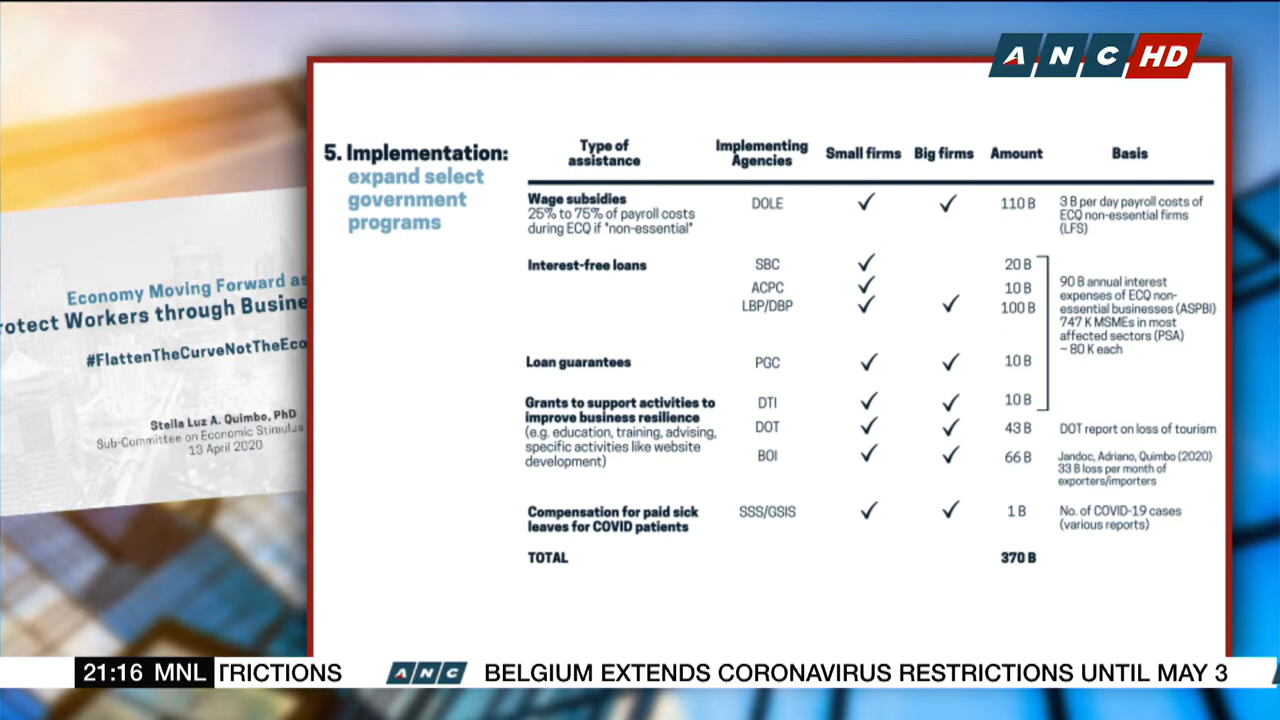 ANC HD
5. Implementation:
expand select
government
programs
Type of
assistance
Implementing
Agencies
Small firms
Big firms
Amount
Basis
Wage subsidies
25% to 75% of payroll costs
during ECQ if "non-essential"
DOLE
✓
✓
110 B
3 B per day payroll costs of
ECQ non-essential firms
(LFS)
Interest-free loans
SBC
✓
20 B
ACPC
✓
10 B
LBP/DBP
✓
✓
100 B
90 B annual interest
expenses of ECQ non-
essential businesses (ASPBI)
747 K MSMEs in most
affected sectors (PSA)
~ 80 K each
Loan guarantees
PGC
✓
✓
10 B
Grants to support activities to
improve business resilience
(e.g. education, training, advising,
specific activities like website
development)
DTI
✓
✓
10 B
DOT
✓
✓
43 B
DOT report on loss of tourism
BOI
✓
✓
66 B
Jandoc, Adriano, Quimbo (2020)
33 B loss per month of
exporters/importers
Compensation for paid sick
leaves for COVID patients
SSS/GSIS
✓
✓
1 B
No. of COVID-19 cases
(various reports)
TOTAL
370 B
Economy Moving Forward as
rotect Workers through Busine
#FlattenTheCurveNotTheEco
Stella Luz A. Quimbo, PhD
Sub-Committee on Economic Stimulus
13 April 2020
21:16 MNL
TRICTIONS
ANC
BELGIUM EXTENDS CORONAVIRUS RESTRICTIONS UNTIL MAY 3